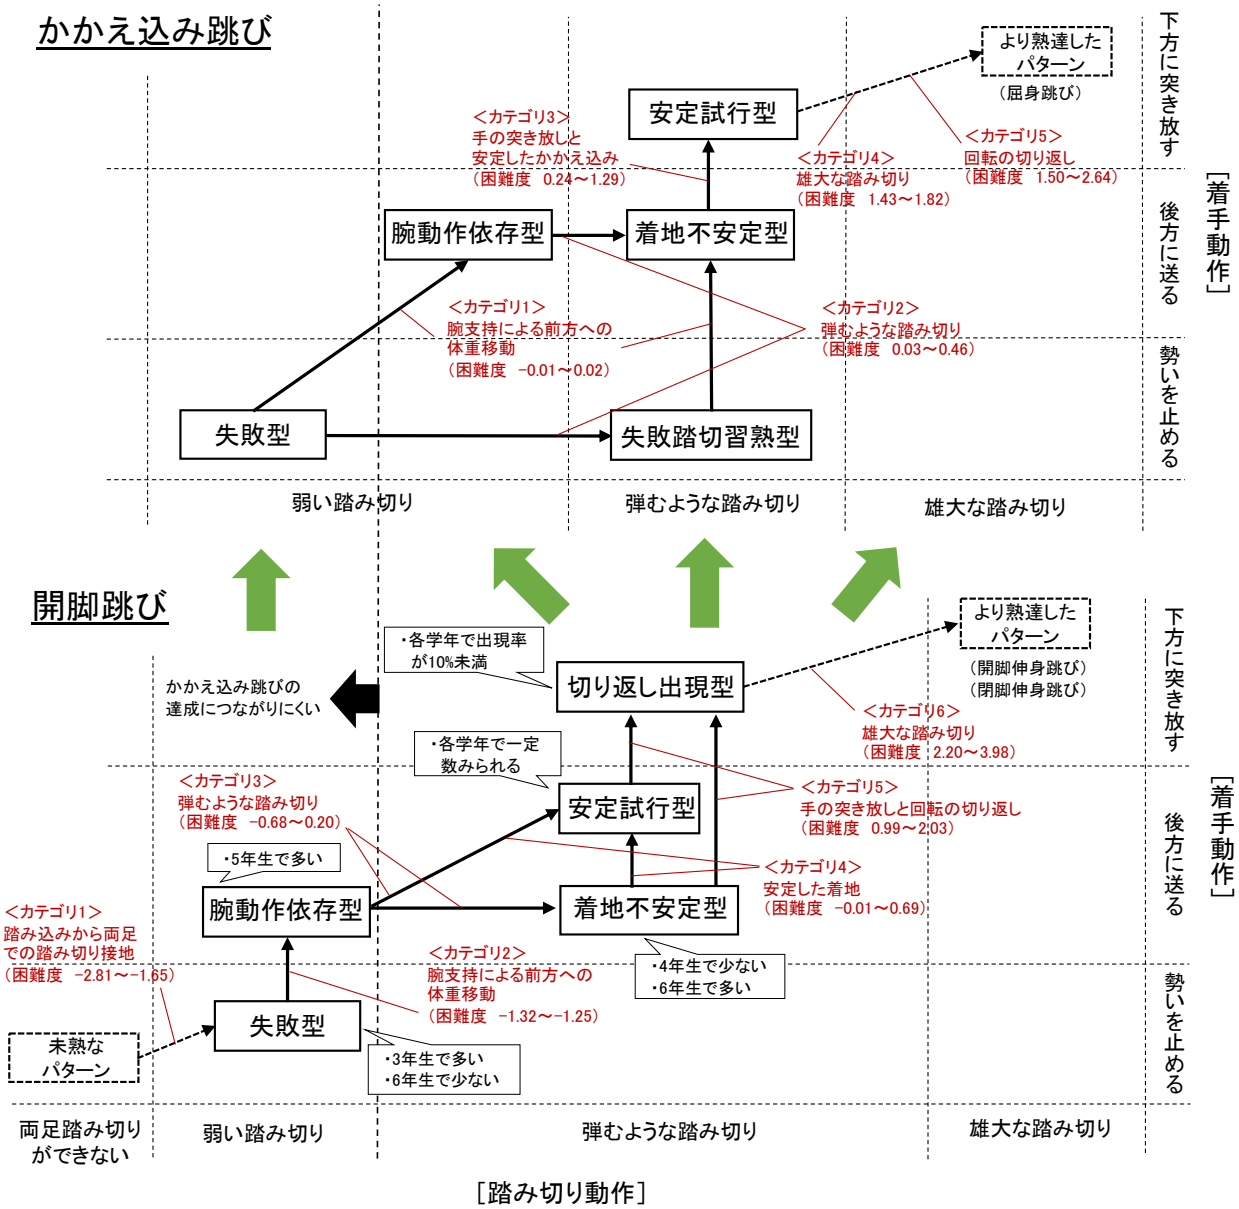 かかえ込み跳び
より熟達した
パターン
（屈身跳び）
安定試行型
＜カテゴリ3＞
手の突き放しと
安定したかかえ込み
（困難度 0.24～1.29）
＜カテゴリ4＞
雄大な踏み切り
（困難度 1.43～1.82）
＜カテゴリ5＞
回転の切り返し
（困難度 1.50～2.64）
下方に突き放す
腕動作依存型
着地不安定型
後方に送る
［着手動作］
＜カテゴリ1＞
腕支持による前方への
体重移動
（困難度 -0.01～0.02）
＜カテゴリ2＞
弾むような踏み切り
（困難度 0.03～0.46）
失敗型
失敗踏切習熟型
勢いを止める
弱い踏み切り
弾むような踏み切り
雄大な踏み切り
開脚跳び
より熟達した
パターン
（開脚伸身跳び）
（閉脚伸身跳び）
・各学年で出現率
が10%未満
切り返し出現型
かかえ込み跳びの
達成につながりにくい
＜カテゴリ6＞
雄大な踏み切り
（困難度 2.20～3.98）
下方に突き放す
・各学年で一定
数みられる
＜カテゴリ3＞
弾むような踏み切り
（困難度 -0.68～0.20）
安定試行型
＜カテゴリ5＞
手の突き放しと回転の切り返し
（困難度 0.99～2.03）
・5年生で多い
腕動作依存型
着地不安定型
＜カテゴリ4＞
安定した着地
（困難度 -0.01～0.69）
後方に送る
［着手動作］
＜カテゴリ1＞
踏み込みから両足
での踏み切り接地
（困難度 -2.81～-1.65）
＜カテゴリ2＞
腕支持による前方への
体重移動
（困難度 -1.32～-1.25）
・4年生で少ない
・6年生で多い
失敗型
未熟な
パターン
・3年生で多い
・6年生で少ない
勢いを止める
両足踏み切り
ができない
弱い踏み切り
弾むような踏み切り
雄大な踏み切り
［踏み切り動作］